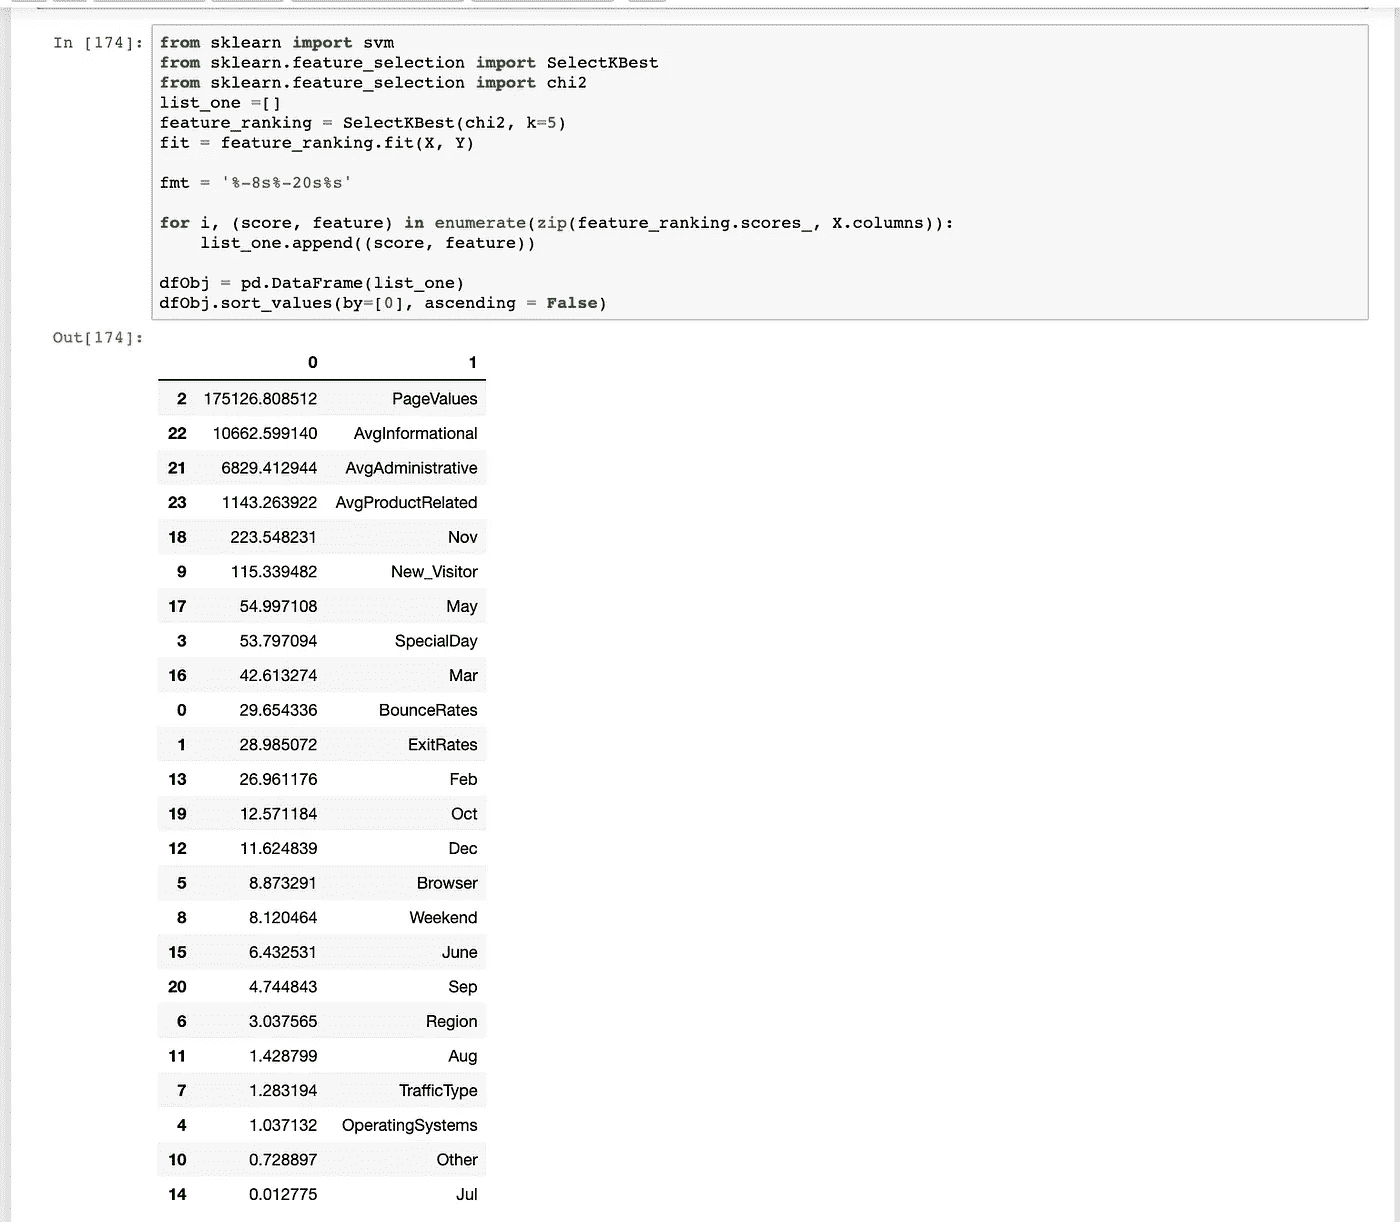 In [174]: from sklearn import svm
from sklearn.feature_selection import SelectKBest
from sklearn.feature_selection import chi2
list_one =[]
feature_ranking = SelectKBest(chi2, k=5)
fit = feature_ranking.fit(X, Y)
fmt = '%-8s%-20s%s'
for i, (score, feature) in enumerate(zip(feature_ranking.scores_, X.columns)):
    list_one.append((score, feature))
dfObj = pd.DataFrame(list_one)
dfObj.sort_values(by=[0], ascending = False)
Out[174]:
0 1
2 175126.808512 PageValues
22 10662.599140 AvgInformational
21 6829.412944 AvgAdministrative
23 1143.263922 AvgProductRelated
18 223.548231 Nov
9 115.339482 New_Visitor
17 54.997108 May
3 53.797094 SpecialDay
16 42.613274 Mar
0 29.654336 BounceRates
1 28.985072 ExitRates
13 26.961176 Feb
19 12.571184 Oct
12 11.624839 Dec
5 8.873291 Browser
8 8.120464 Weekend
15 6.432531 June
20 4.744843 Sep
6 3.037565 Region
11 1.428799 Aug
7 1.283194 TrafficType
4 1.037132 OperatingSystems
10 0.728897 Other
14 0.012775 Jul